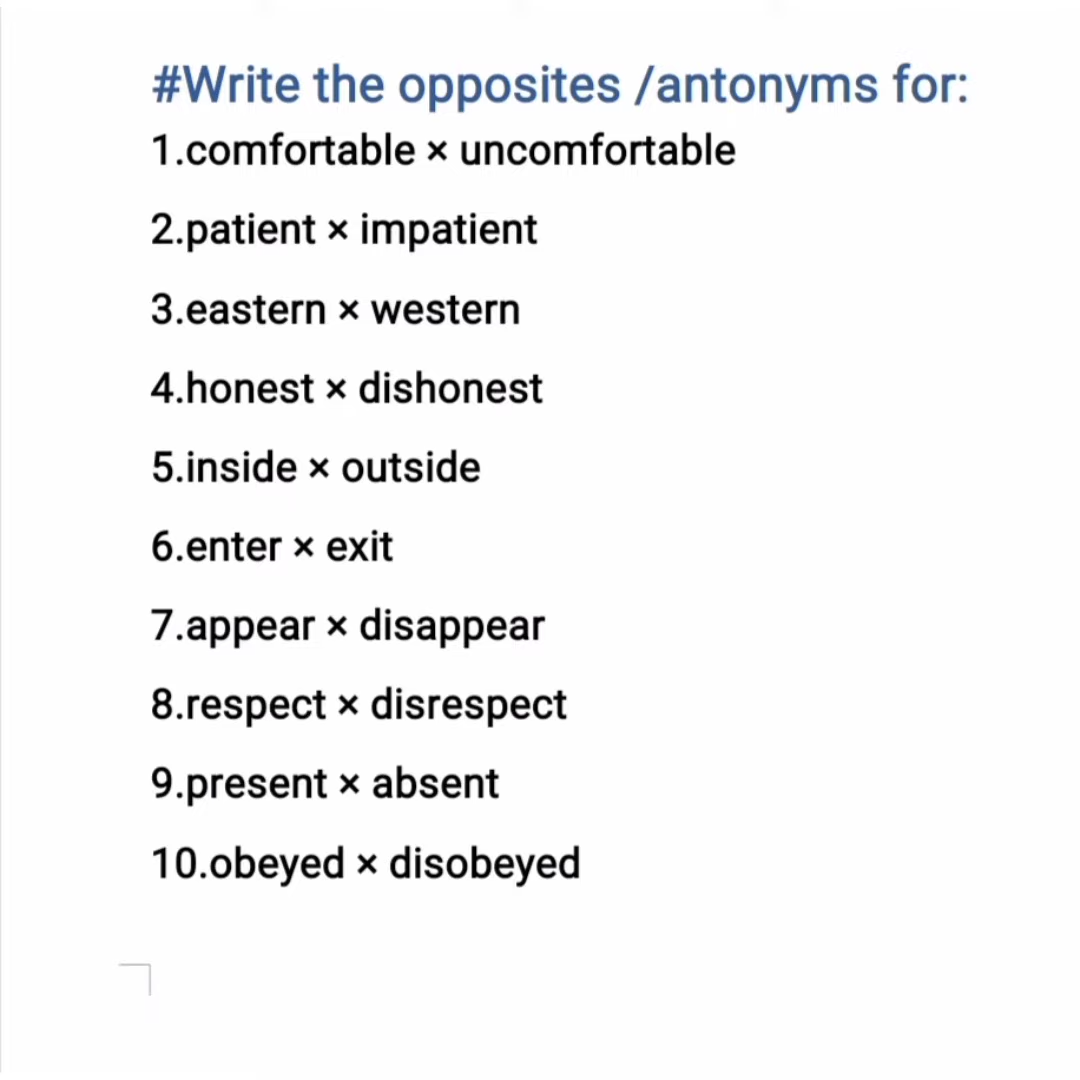 #Write the opposites /antonyms for:
1.comfortable × uncomfortable
2.patient × impatient
3.eastern × western
4.honest × dishonest
5.inside × outside
6.enter × exit
7.appear × disappear
8.respect × disrespect
9.present × absent
10.obeyed × disobeyed